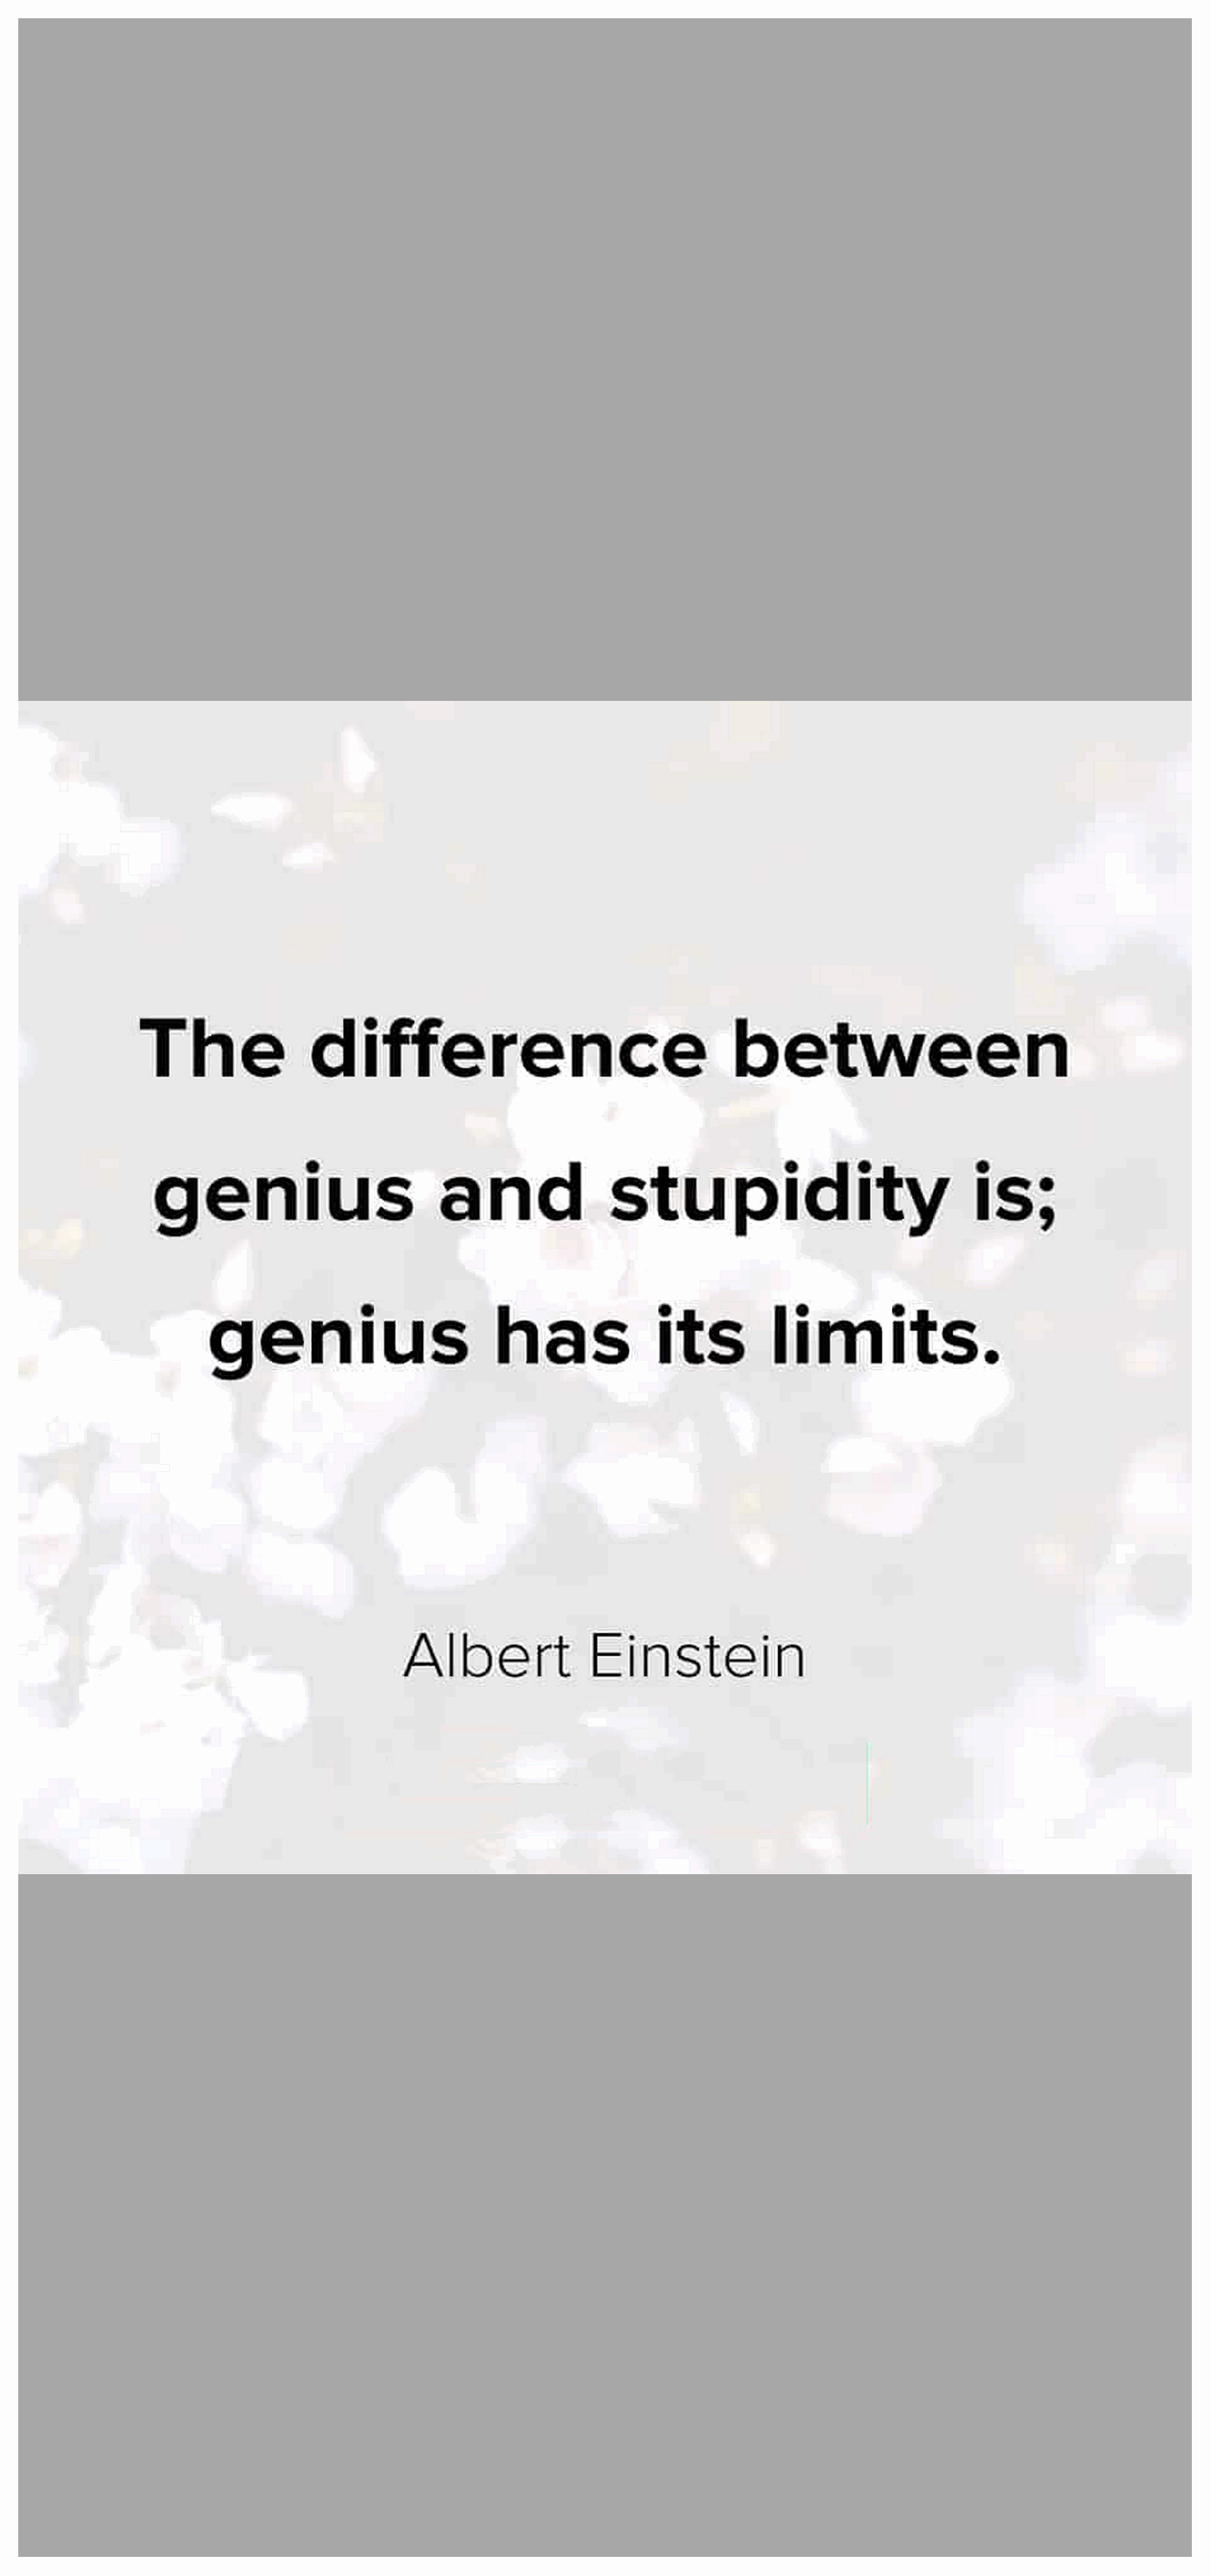 The difference between
genius and stupidity is;
genius has its limits.
Albert Einstein